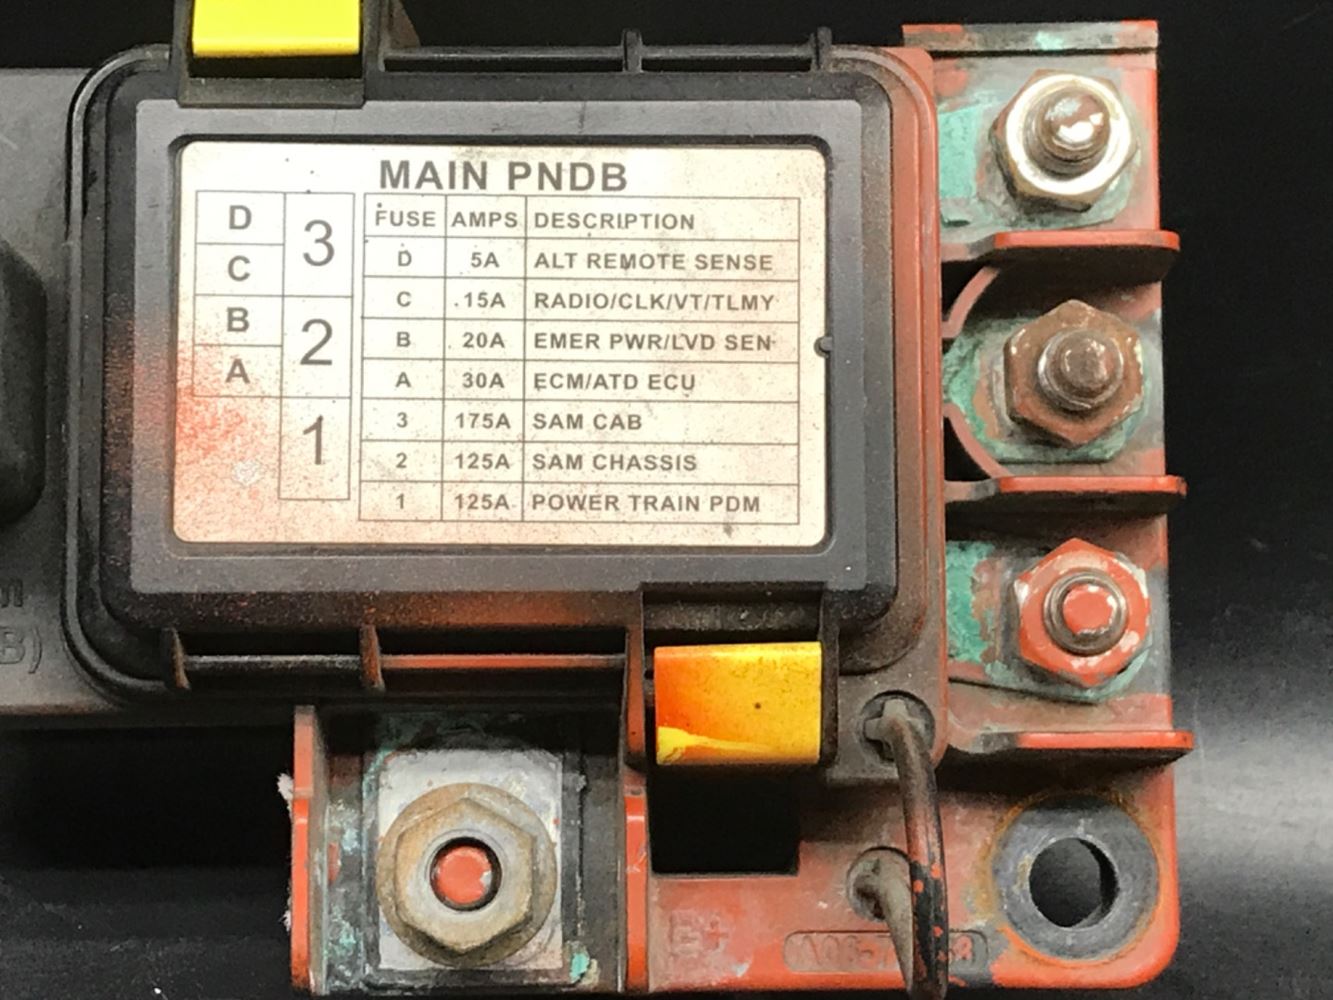 MAIN PNDB
D
C
B
A
3
2
1
FUSE AMPS DESCRIPTION
D 5A ALT REMOTE SENSE
C .15A RADIO/CLK/VT/TLMY
B 20A EMER PWR/LVD SEN
A 30A ECM/ATD ECU
3 175A SAM CAB
2 125A SAM CHASSIS
1 125A POWER TRAIN PDM
B)
E+